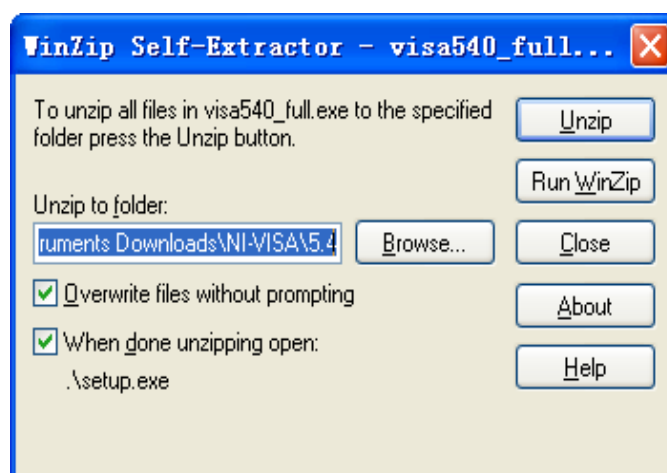 WinZip Self-Extractor - visa540_full...
To unzip all files in visa540_full.exe to the specified
folder press the Unzip button.
Unzip to folder:
ruments Downloads\NI-VISA\5.4
Browse...
Overwrite files without prompting
When done unzipping open:
.\setup.exe
Unzip
Run WinZip
Close
About
Help